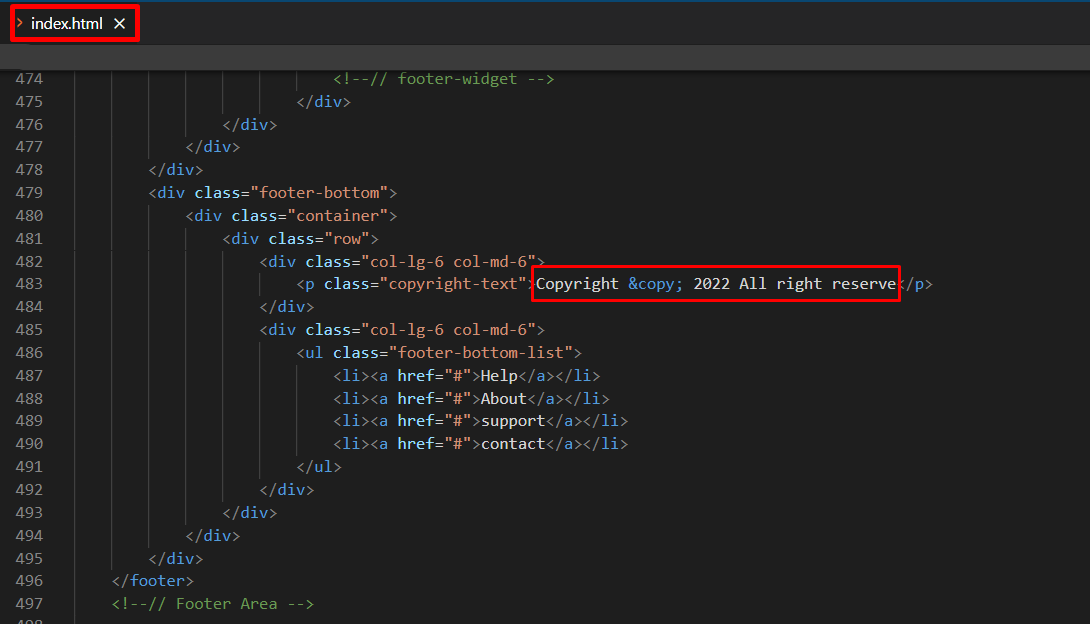 index.html
474 <!--// footer-widget -->
475 </div>
476 </div>
477 </div>
478 </div>
479 <div class="footer-bottom">
480 <div class="container">
481 <div class="row">
482 <div class="col-lg-6 col-md-6">
483 <p class="copyright-text">Copyright &copy; 2022 All right reserve</p>
484 </div>
485 <div class="col-lg-6 col-md-6">
486 <ul class="footer-bottom-list">
487 <li><a href="#">Help</a></li>
488 <li><a href="#">About</a></li>
489 <li><a href="#">support</a></li>
490 <li><a href="#">contact</a></li>
491 </ul>
492 </div>
493 </div>
494 </div>
495 </div>
496 </footer>
497 <!--// Footer Area -->